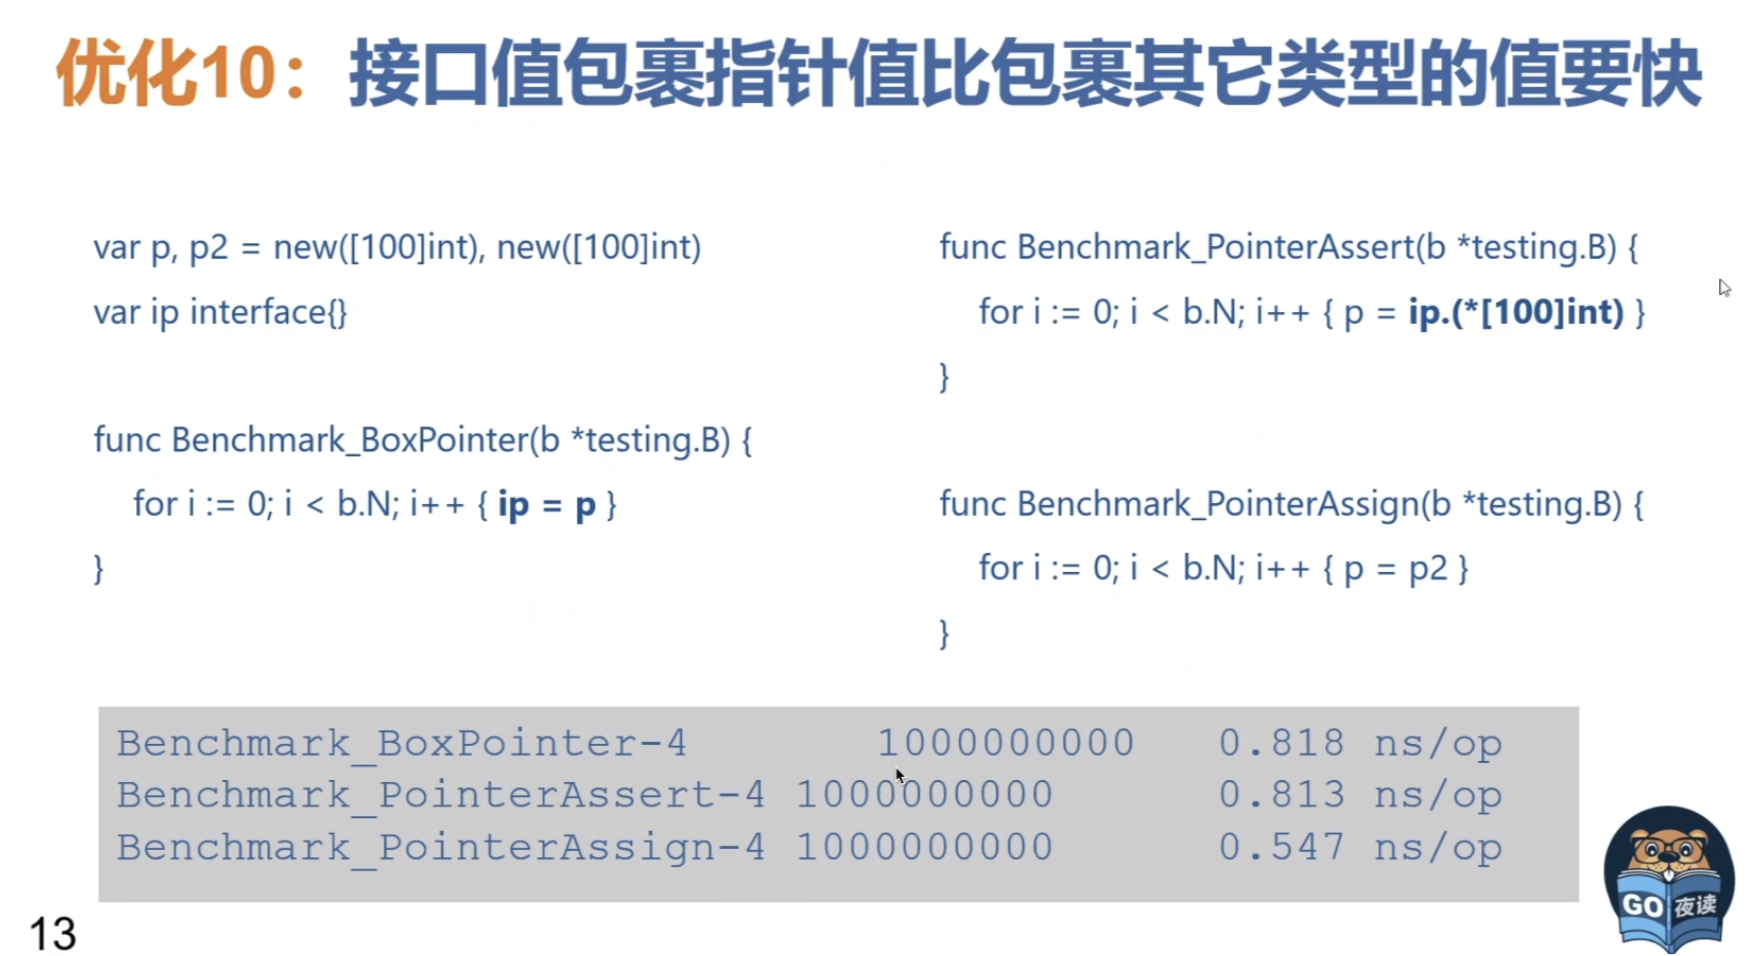 优化10：接口值包裹指针值比包裹其它类型的值要快
var p, p2 = new([100]int), new([100]int)
var ip interface{}
func Benchmark_BoxPointer(b *testing.B) {
for i := 0; i < b.N; i++ { ip = p }
}
func Benchmark_PointerAssert(b *testing.B) {
for i := 0; i < b.N; i++ { p = ip.(*[100]int) }
}
func Benchmark_PointerAssign(b *testing.B) {
for i := 0; i < b.N; i++ { p = p2 }
}
Benchmark_BoxPointer-4 1000000000 0.818 ns/op
Benchmark_PointerAssert-4 1000000000 0.813 ns/op
Benchmark_PointerAssign-4 1000000000 0.547 ns/op
13
GO 夜读